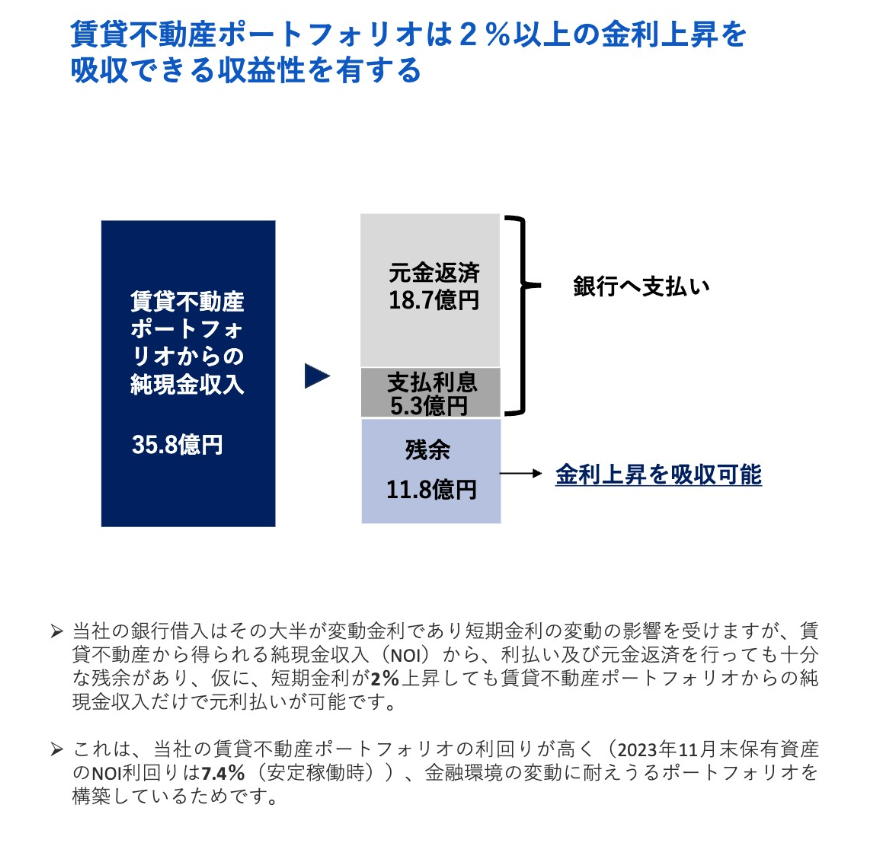 賃貸不動産ポートフォリオは２％以上の金利上昇を
吸収できる収益性を有する
賃貸不動産
ポートフォ
リオからの
純現金収入
35.8億円
元金返済
18.7億円
支払利息
5.3億円
残余
11.8億円
銀行へ支払い
金利上昇を吸収可能
➢ 当社の銀行借入はその大半が変動金利であり短期金利の変動の影響を受けますが、賃
貸不動産から得られる純現金収入（NOI）から、利払い及び元金返済を行っても十分
な残余があり、仮に、短期金利が2％上昇しても賃貸不動産ポートフォリオからの純
現金収入だけで元利払いが可能です。
➢ これは、当社の賃貸不動産ポートフォリオの利回りが高く（2023年11月末保有資産
のNOI利回りは7.4％（安定稼働時））、金融環境の変動に耐えうるポートフォリオを
構築しているためです。